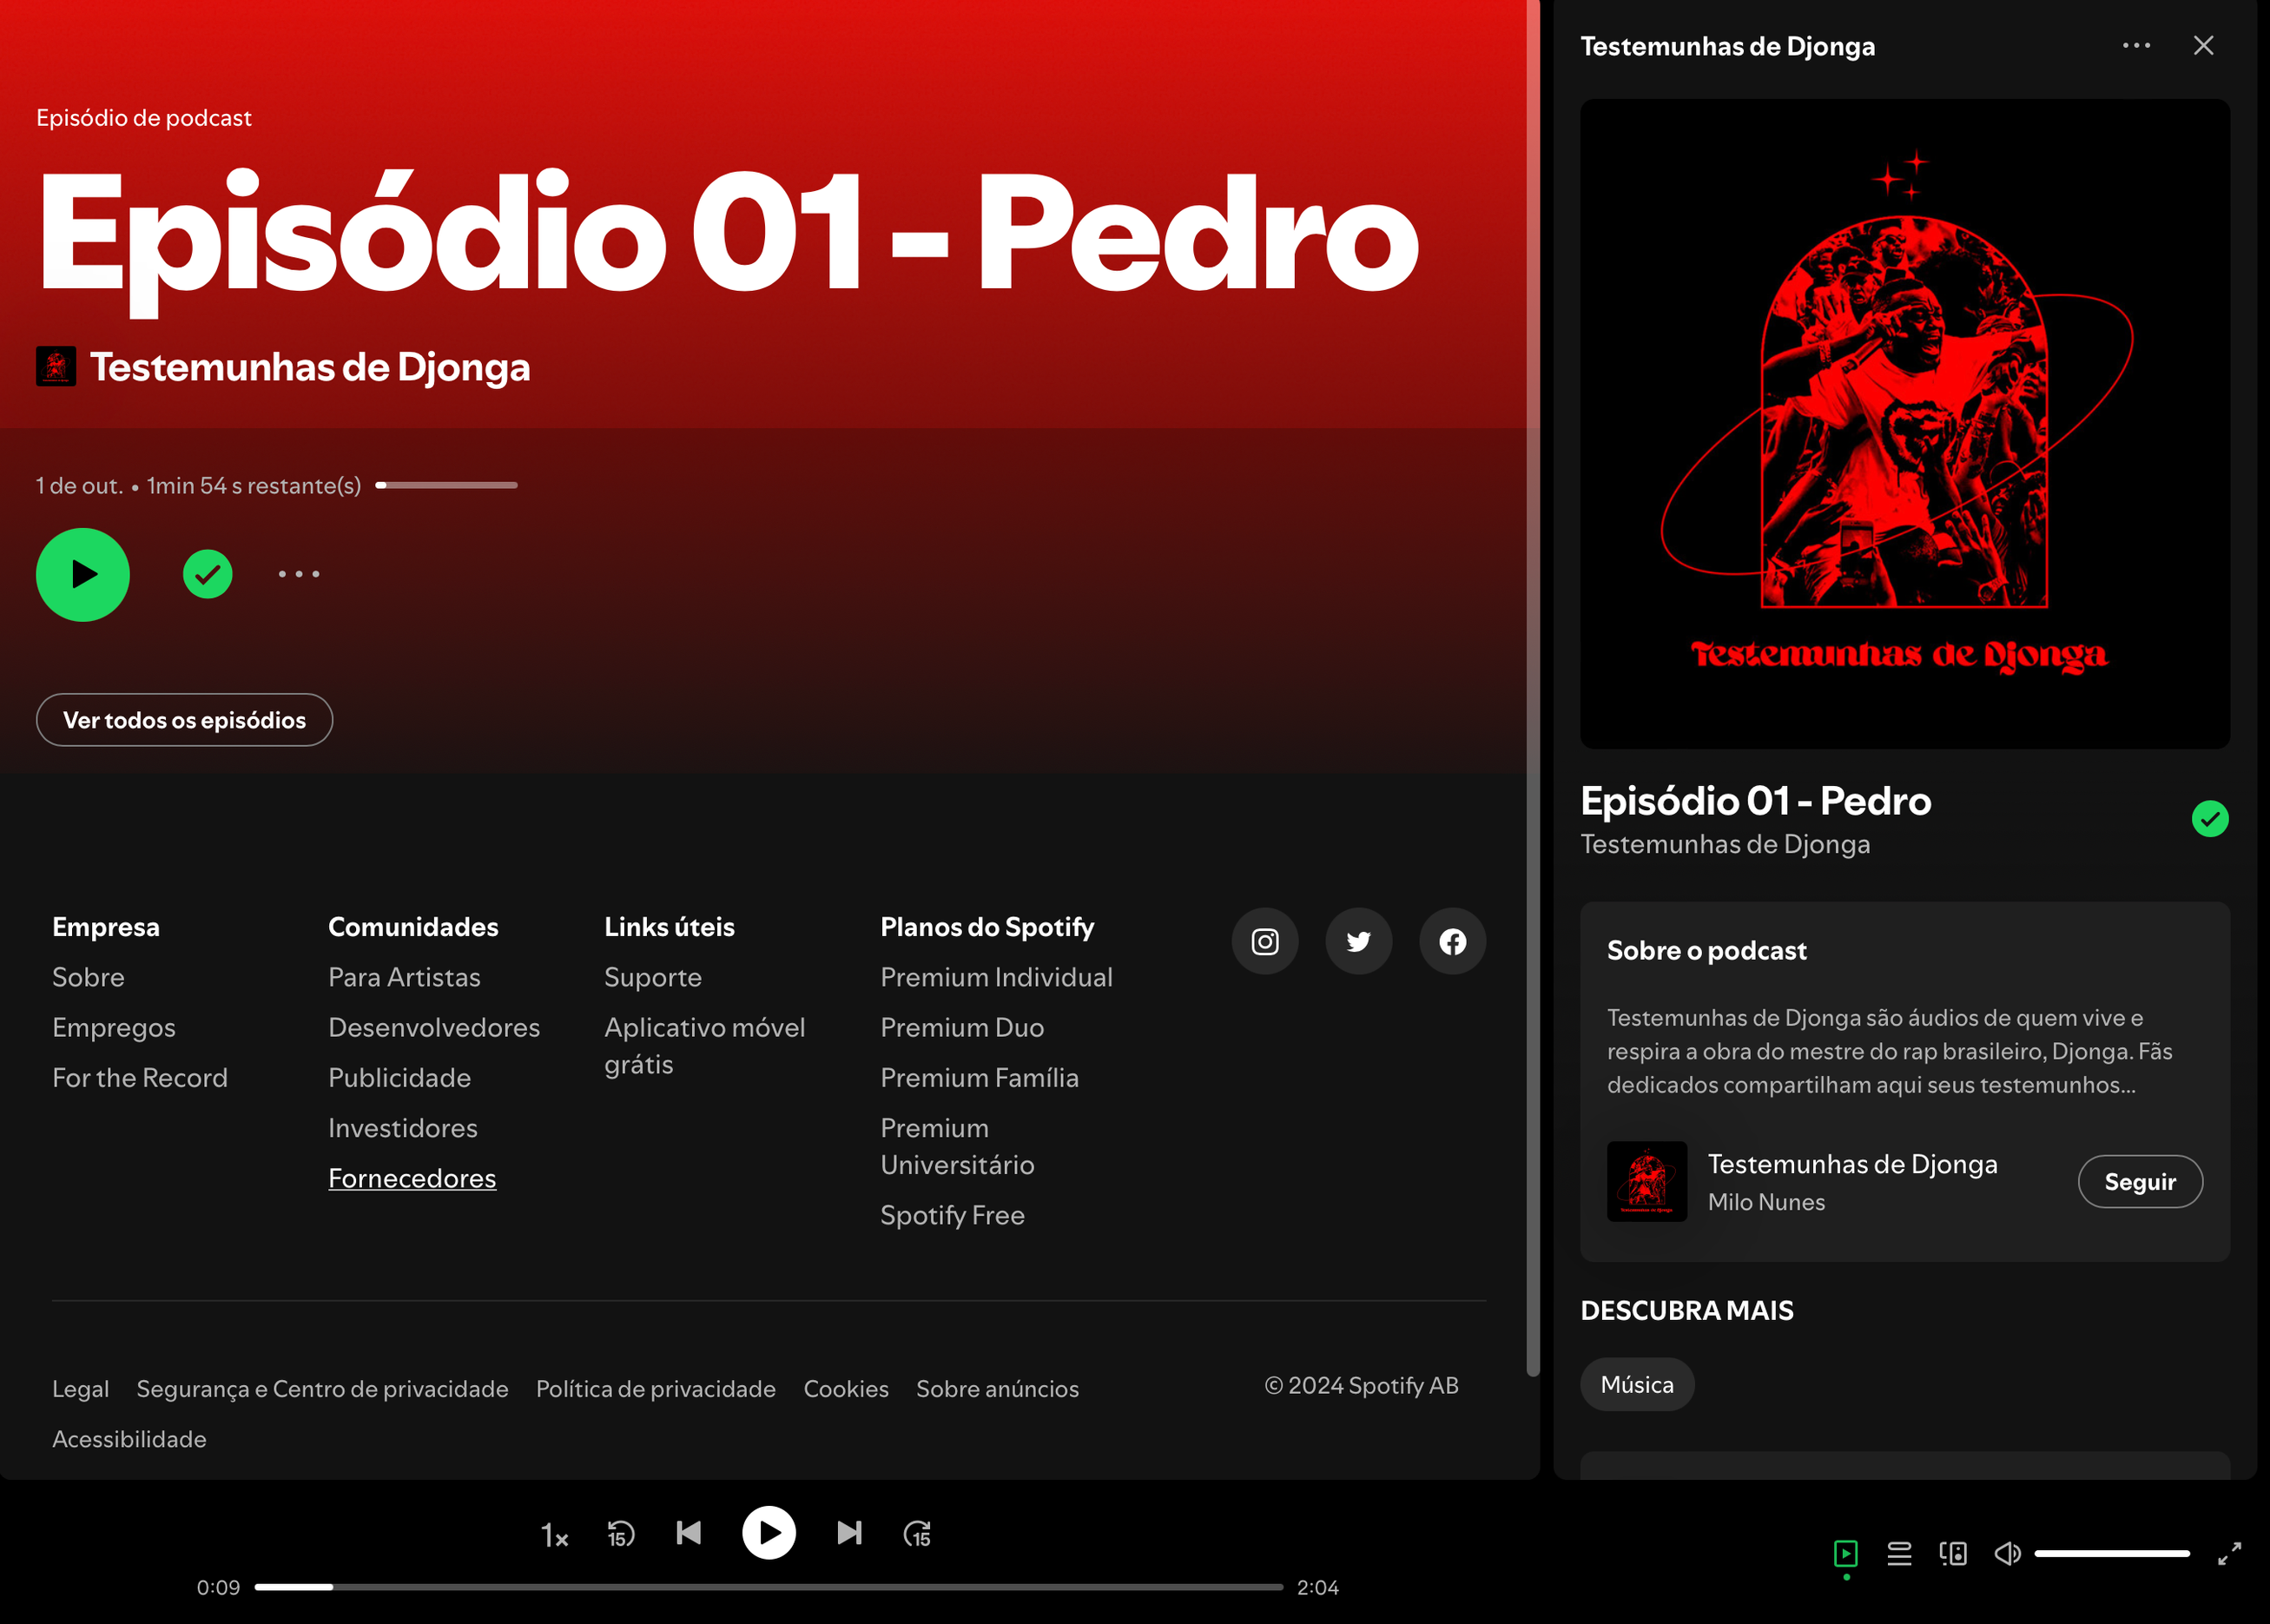 Episódio de podcast
Episódio 01 - Pedro
Testemunhas de Djonga
1 de out. • 1min 54 s restante(s)
Ver todos os episódios
Empresa
Sobre
Empregos
For the Record
Comunidades
Para Artistas
Desenvolvedores
Publicidade
Investidores
Fornecedores
Links úteis
Suporte
Aplicativo móvel
grátis
Planos do Spotify
Premium Individual
Premium Duo
Premium Família
Premium
Universitário
Spotify Free
Legal Segurança e Centro de privacidade Política de privacidade Cookies Sobre anúncios
Acessibilidade
© 2024 Spotify AB
Testemunhas de Djonga
Testemunhas de Djonga
Episódio 01 - Pedro
Testemunhas de Djonga
Sobre o podcast
Testemunhas de Djonga são áudios de quem vive e
respira a obra do mestre do rap brasileiro, Djonga. Fãs
dedicados compartilham aqui seus testemunhos...
Testemunhas de Djonga
Milo Nunes
Seguir
DESCUBRA MAIS
Música
1x 15 15
0:09 2:04